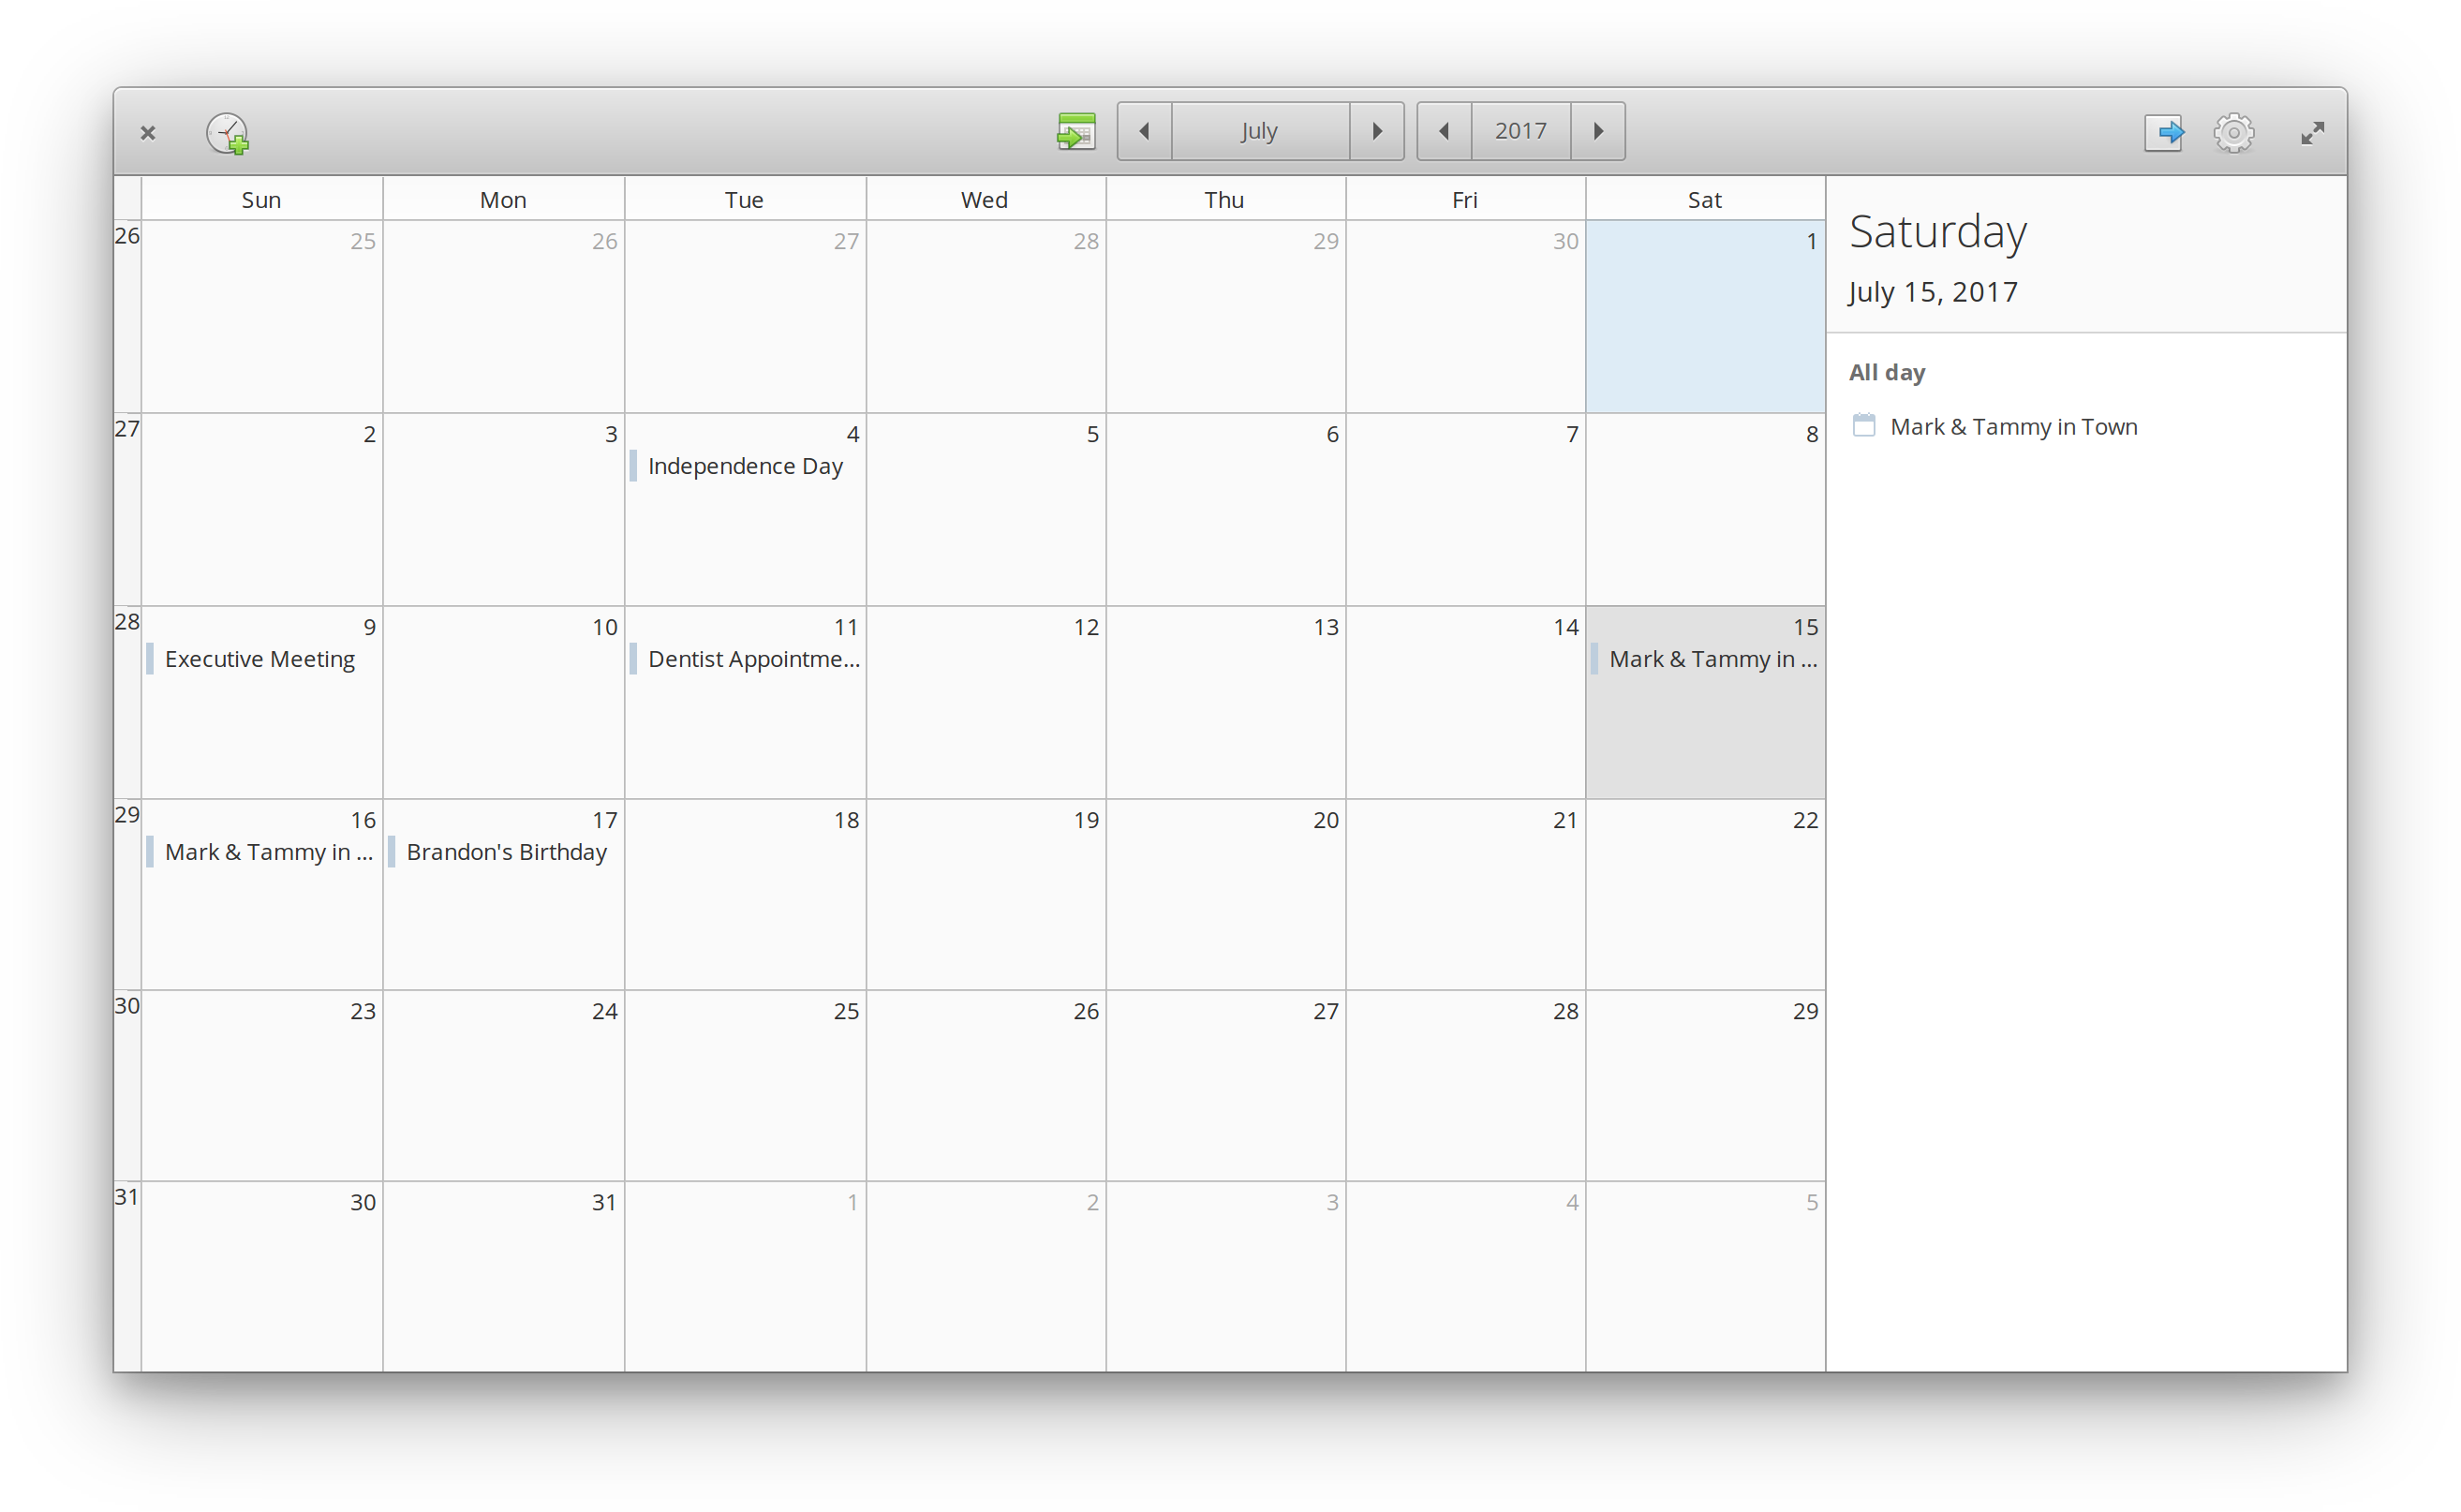 July 2017
Sun Mon Tue Wed Thu Fri Sat
26 25 26 27 28 29 30 1
27 2 3 4 5 6 7 8
Independence Day
28 9 10 11 12 13 14 15
Executive Meeting Dentist Appointme... Mark & Tammy in ...
29 16 17 18 19 20 21 22
Mark & Tammy in ... Brandon's Birthday
30 23 24 25 26 27 28 29
31 30 31 1 2 3 4 5
Saturday
July 15, 2017
All day
Mark & Tammy in Town